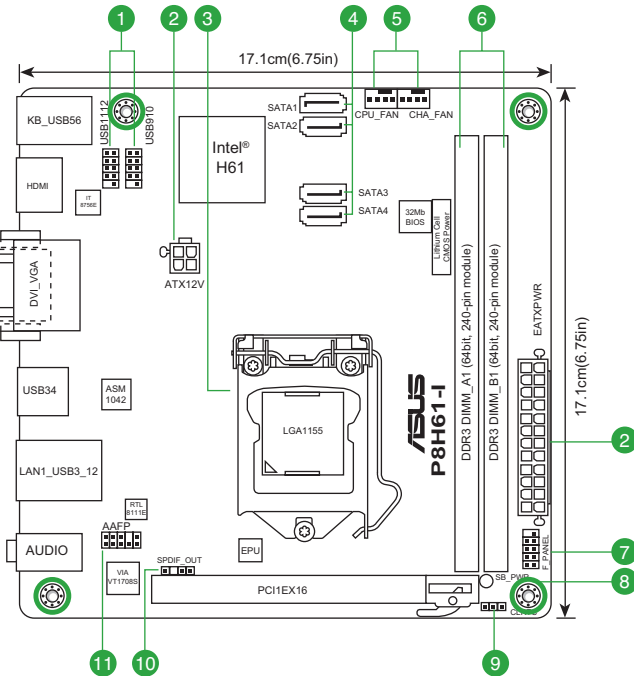 1 2 3 4 5 6
17.1cm(6.75in)
KB_USB56
USB1112
USB910
Intel®
H61
SATA1
SATA2
CPU_FAN
CHA_FAN
HDMI
IT
8758E
SATA3
SATA4
32Mb
BIOS
Lithium Cell
CMOS Power
DVI_VGA
ATX12V
DDR3 DIMM_A1 (64bit, 240-pin module)
DDR3 DIMM_B1 (64bit, 240-pin module)
EATXPWR
17.1cm(6.75in)
USB34
ASM
1042
LGA1155
ASUS
P8H61-I
2
LAN1_USB3_12
RTL
8111E
AAFP
AUDIO
VIA
VT1708S
SPDIF_OUT
EPU
F_PANEL
7
SB_PWR
8
PCI1EX16
11 10 9